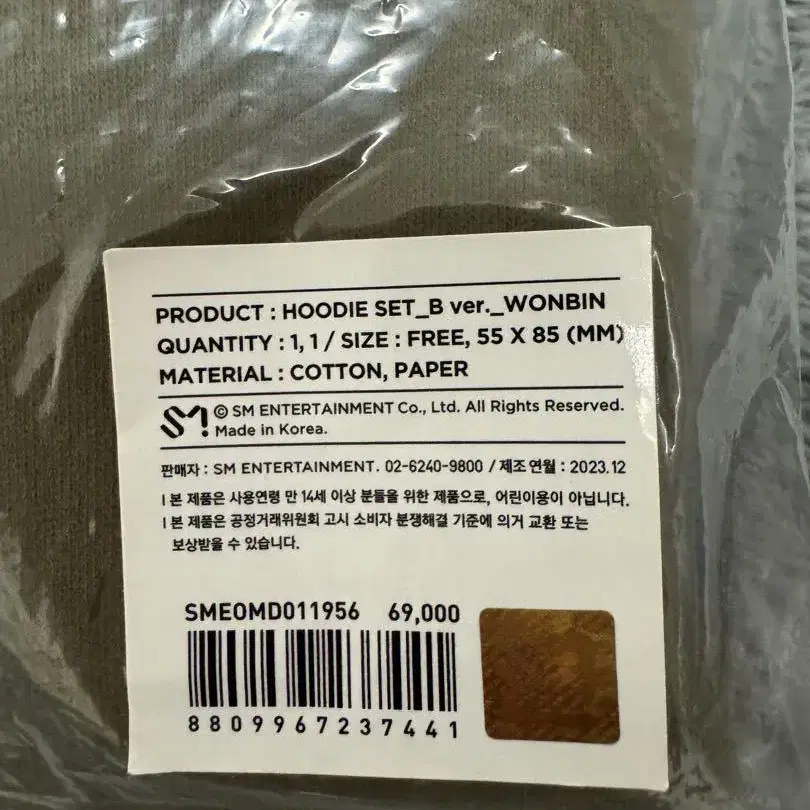 PRODUCT : HOODIE SET_B ver._WONBIN
QUANTITY : 1, 1 / SIZE : FREE, 55 X 85 (MM)
MATERIAL : COTTON, PAPER
SM! © SM ENTERTAINMENT Co., Ltd. All Rights Reserved.
Made in Korea.
판매자 : SM ENTERTAINMENT. 02-6240-9800 / 제조연월 : 2023.12
| 본 제품은 사용연령 만 14세 이상 분들을 위한 제품으로, 어린이용이 아닙니다.
| 본 제품은 공정거래위원회 고시 소비자 분쟁해결 기준에 의거 교환 또는
보상받을 수 있습니다.
SMEOMD011956 69,000
8809967237441